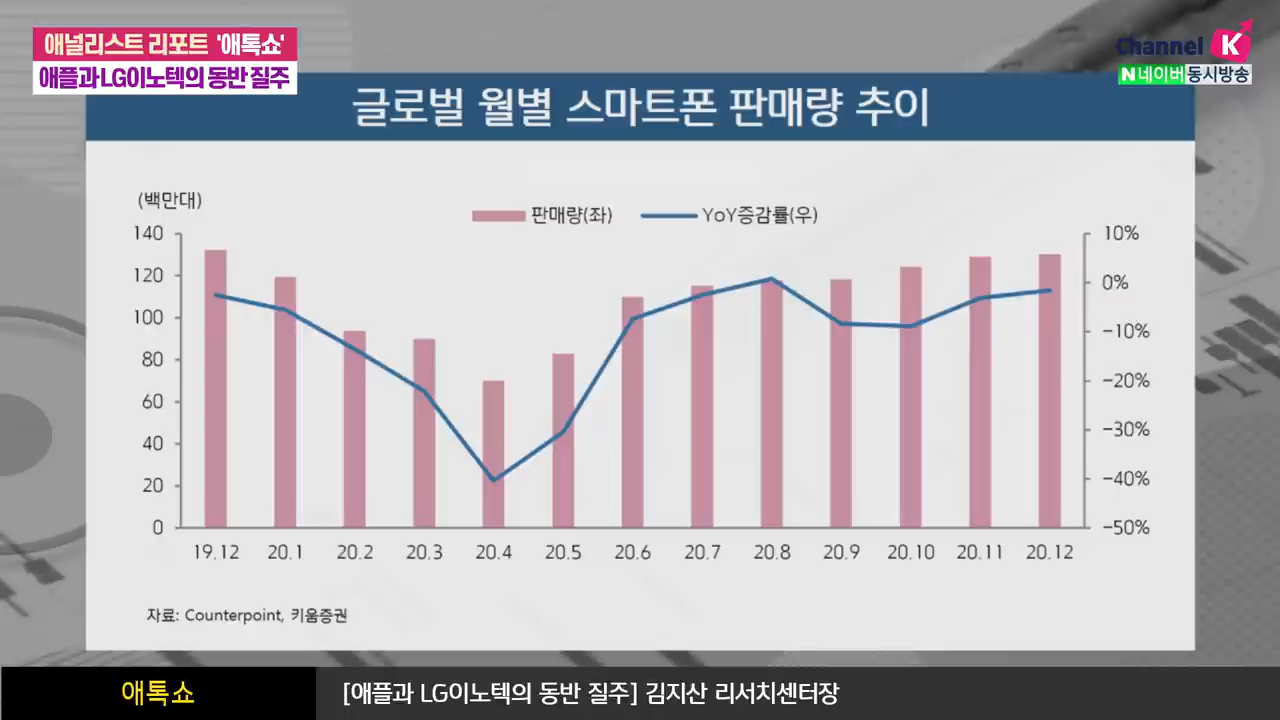 애널리스트 리포트 '애톡쇼'
애플과 LG이노텍의 동반 질주
Channel K
N 네이버 동시방송
글로벌 월별 스마트폰 판매량 추이
(백만대)
판매량(좌) YoY증감률(우)
140 10%
120 0%
100 -10%
80 -20%
60 -30%
40 -40%
20 -50%
0
19.12 20.1 20.2 20.3 20.4 20.5 20.6 20.7 20.8 20.9 20.10 20.11 20.12
자료: Counterpoint, 키움증권
애톡쇼 [애플과 LG이노텍의 동반 질주] 김지산 리서치센터장